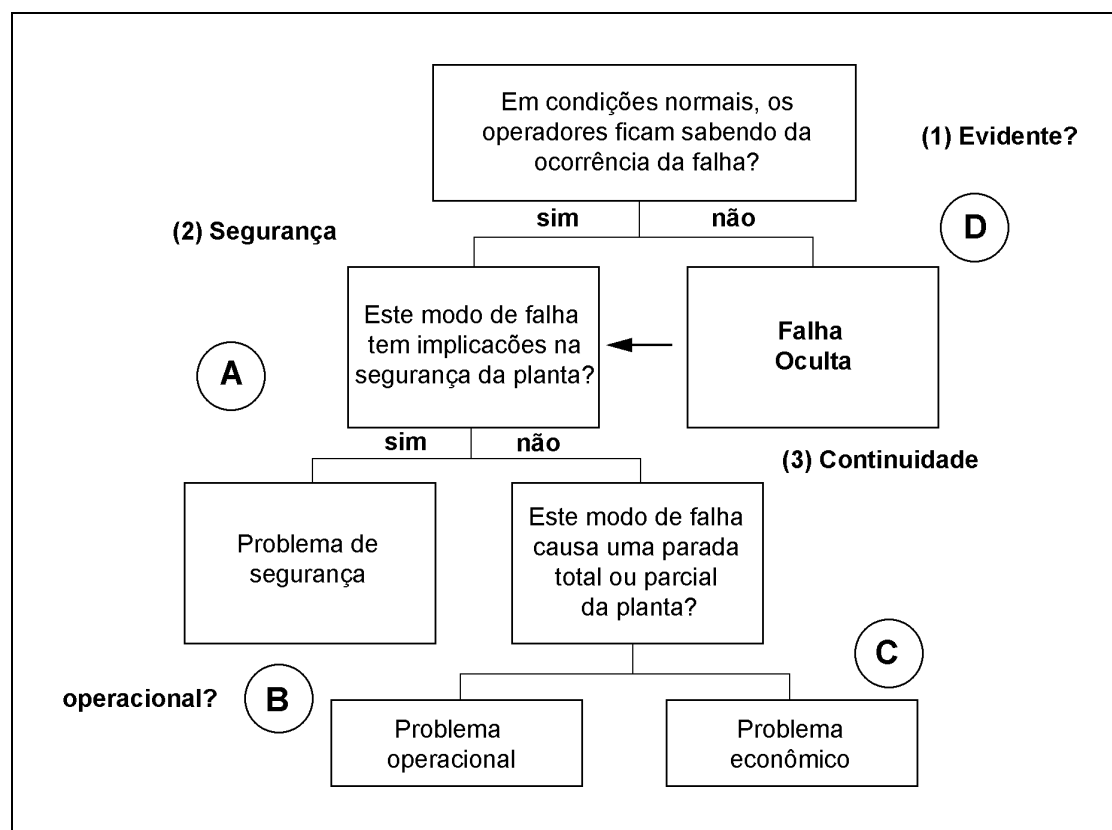 Em condições normais, os
operadores ficam sabendo da
ocorrência da falha?
(1) Evidente?
sim
não
D
(2) Segurança
Este modo de falha
tem implicacões na
segurança da planta?
Falha
Oculta
A
sim
não
(3) Continuidade
Problema de
segurança
Este modo de falha
causa uma parada
total ou parcial
da planta?
C
operacional?
B
Problema
operacional
Problema
econômico